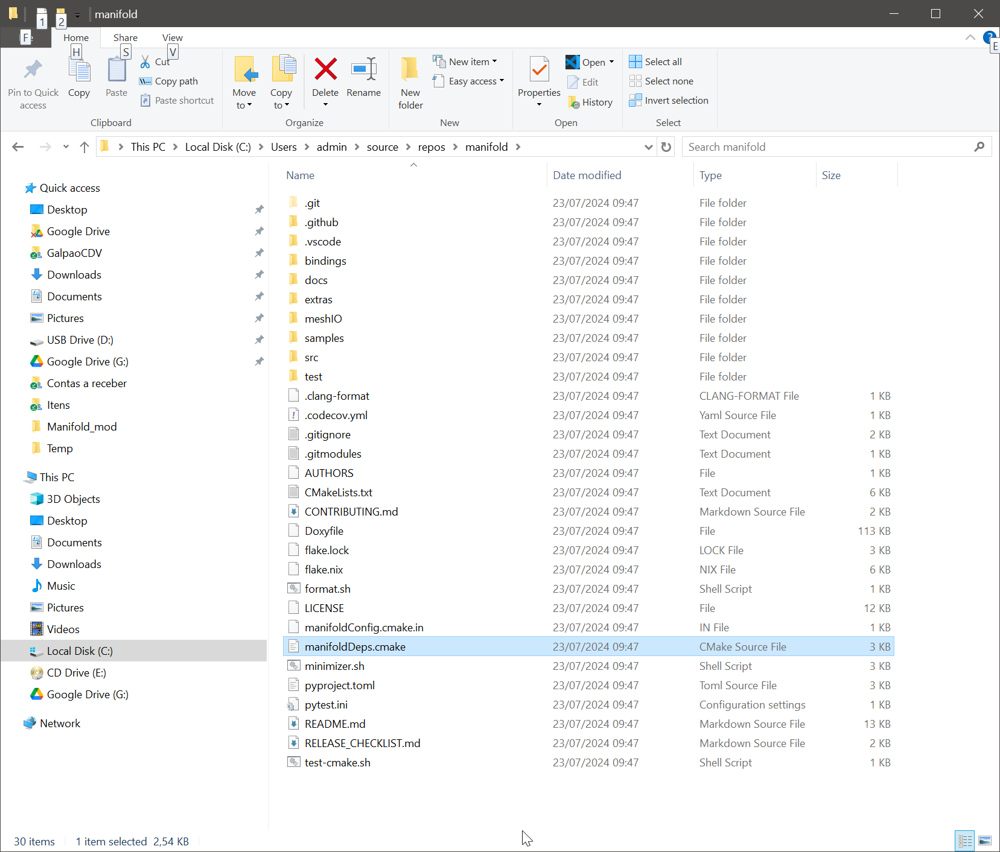 manifold
1
2
F
Home
Share
View
H
S
V
E
Pin to Quick access
Copy
Paste
Cut
Copy path
Paste shortcut
Clipboard
Move to
Copy to
Delete
Rename
Organize
New folder
New item
Easy access
New
Properties
Open
Edit
History
Open
Select all
Select none
Invert selection
Select
This PC > Local Disk (C:) > Users > admin > source > repos > manifold >
Search manifold
Quick access
Desktop
Google Drive
GalpaoCDV
Downloads
Documents
Pictures
USB Drive (D:)
Google Drive (G:)
Contas a receber
Itens
Manifold_mod
Temp
This PC
3D Objects
Desktop
Documents
Downloads
Music
Pictures
Videos
Local Disk (C:)
CD Drive (E:)
Google Drive (G:)
Network
Name Date modified Type Size
.git 23/07/2024 09:47 File folder
.github 23/07/2024 09:47 File folder
.vscode 23/07/2024 09:47 File folder
bindings 23/07/2024 09:47 File folder
docs 23/07/2024 09:47 File folder
extras 23/07/2024 09:47 File folder
meshIO 23/07/2024 09:47 File folder
samples 23/07/2024 09:47 File folder
src 23/07/2024 09:47 File folder
test 23/07/2024 09:47 File folder
.clang-format 23/07/2024 09:47 CLANG-FORMAT File 1 KB
.codecov.yml 23/07/2024 09:47 Yaml Source File 1 KB
.gitignore 23/07/2024 09:47 Text Document 2 KB
.gitmodules 23/07/2024 09:47 Text Document 1 KB
AUTHORS 23/07/2024 09:47 File 1 KB
CMakeLists.txt 23/07/2024 09:47 Text Document 6 KB
CONTRIBUTING.md 23/07/2024 09:47 Markdown Source File 2 KB
Doxyfile 23/07/2024 09:47 File 113 KB
flake.lock 23/07/2024 09:47 LOCK File 3 KB
flake.nix 23/07/2024 09:47 NIX File 6 KB
format.sh 23/07/2024 09:47 Shell Script 1 KB
LICENSE 23/07/2024 09:47 File 12 KB
manifoldConfig.cmake.in 23/07/2024 09:47 IN File 1 KB
manifoldDeps.cmake 23/07/2024 09:47 CMake Source File 3 KB
minimizer.sh 23/07/2024 09:47 Shell Script 3 KB
pyproject.toml 23/07/2024 09:47 Toml Source File 3 KB
pytest.ini 23/07/2024 09:47 Configuration settings 1 KB
README.md 23/07/2024 09:47 Markdown Source File 13 KB
RELEASE_CHECKLIST.md 23/07/2024 09:47 Markdown Source File 2 KB
test-cmake.sh 23/07/2024 09:47 Shell Script 1 KB
30 items 1 item selected 2,54 KB